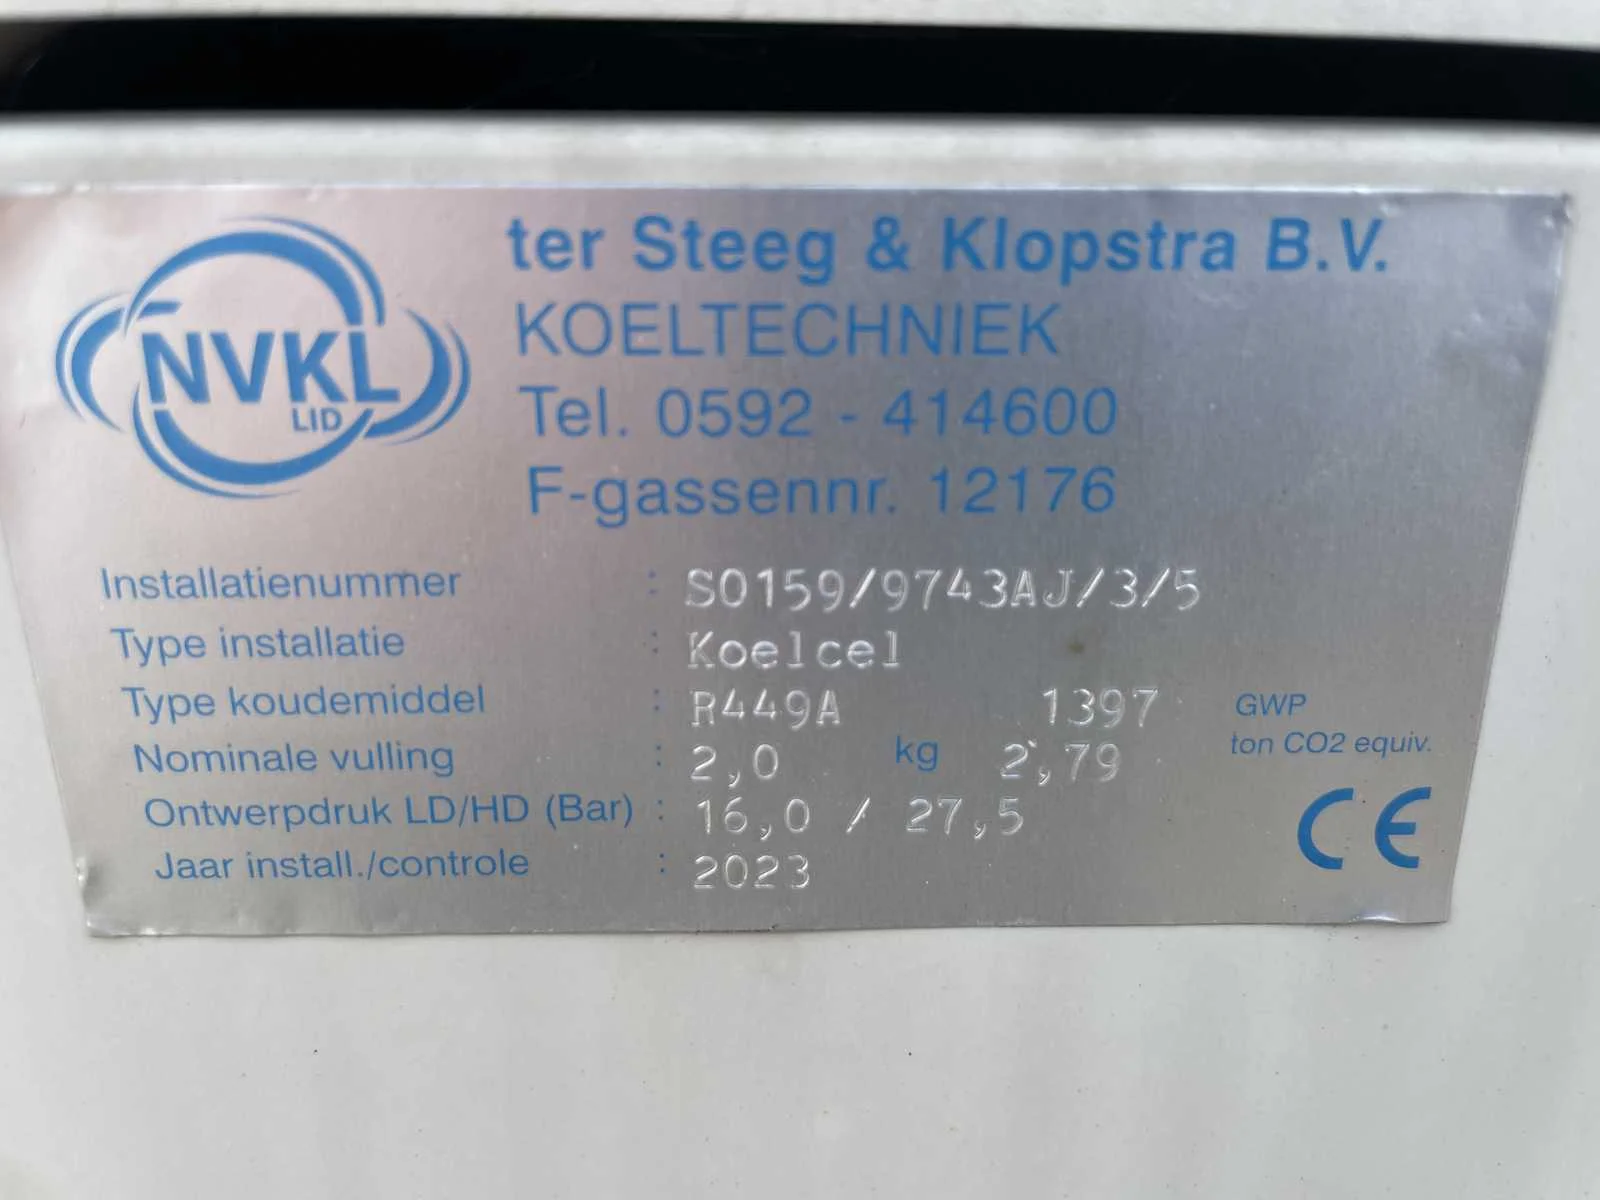 NVKL
LID
ter Steeg & Klopstra B.V.
KOELTECHNIEK
Tel. 0592 - 414600
F-gassennr. 12176
Installatienummer : S0159/9743AJ/3/5
Type installatie : Koelcel
Type koudemiddel : R449A 1397 GWP
Nominale vulling : 2,0 kg 2,79 ton CO2 equiv.
Ontwerpdruk LD/HD (Bar) : 16,0 / 27,5
Jaar install./controle : 2023
CE